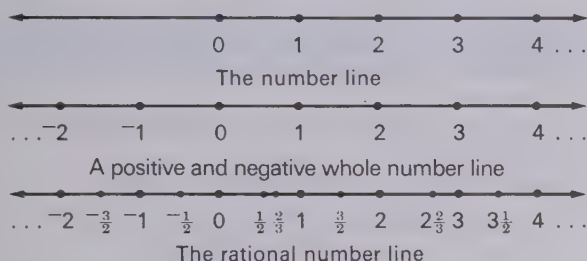 0 1 2 3 4 ...
The number line
... ⁻2 ⁻1 0 1 2 3 4 ...
A positive and negative whole number line
... ⁻2 ⁻3/2 ⁻1 ⁻1/2 0 1/2 2/3 1 3/2 2 2 2/3 3 3 1/2 4 ...
The rational number line